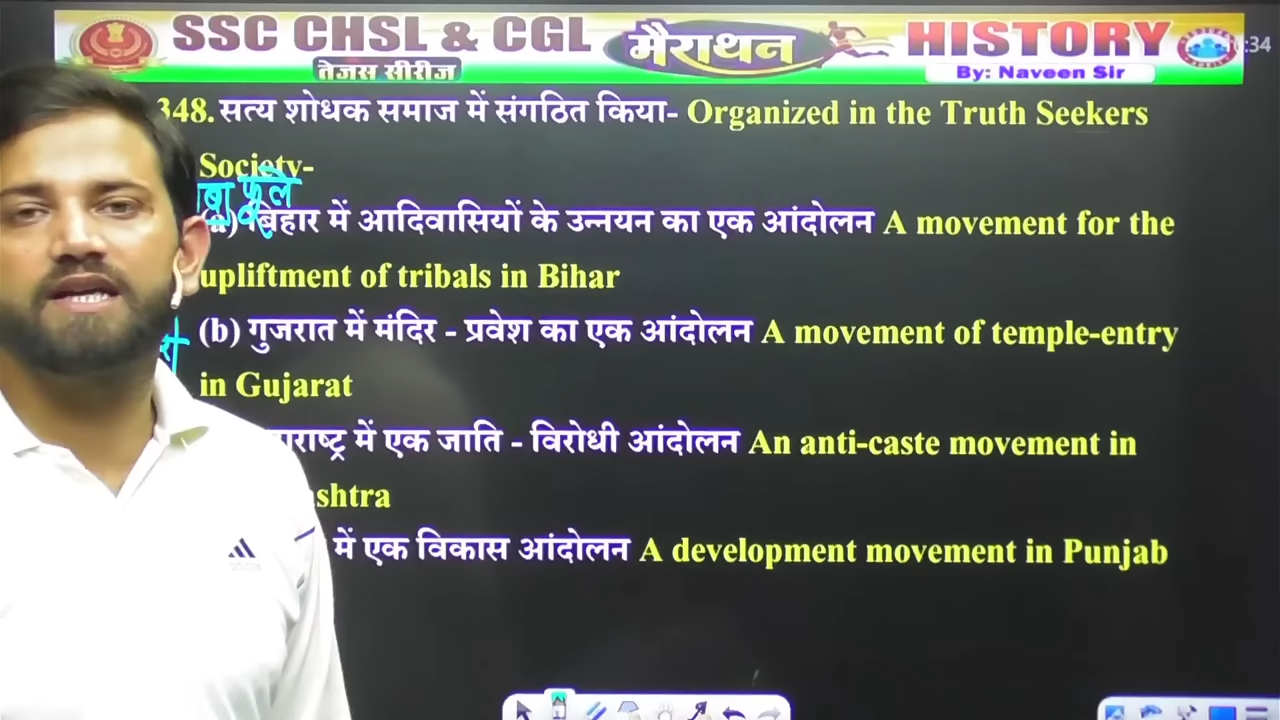 SSC CHSL & CGL मैराथन HISTORY
तेजस सीरीज By: Naveen Sir
348. सत्य शोधक समाज में संगठित किया- Organized in the Truth Seekers
Society-
फूले
बिहार में आदिवासियों के उन्नयन का एक आंदोलन A movement for the
upliftment of tribals in Bihar
(b) गुजरात में मंदिर - प्रवेश का एक आंदोलन A movement of temple-entry
in Gujarat
में एक जाति - विरोधी आंदोलन An anti-caste movement in
में एक विकास आंदोलन A development movement in Punjab